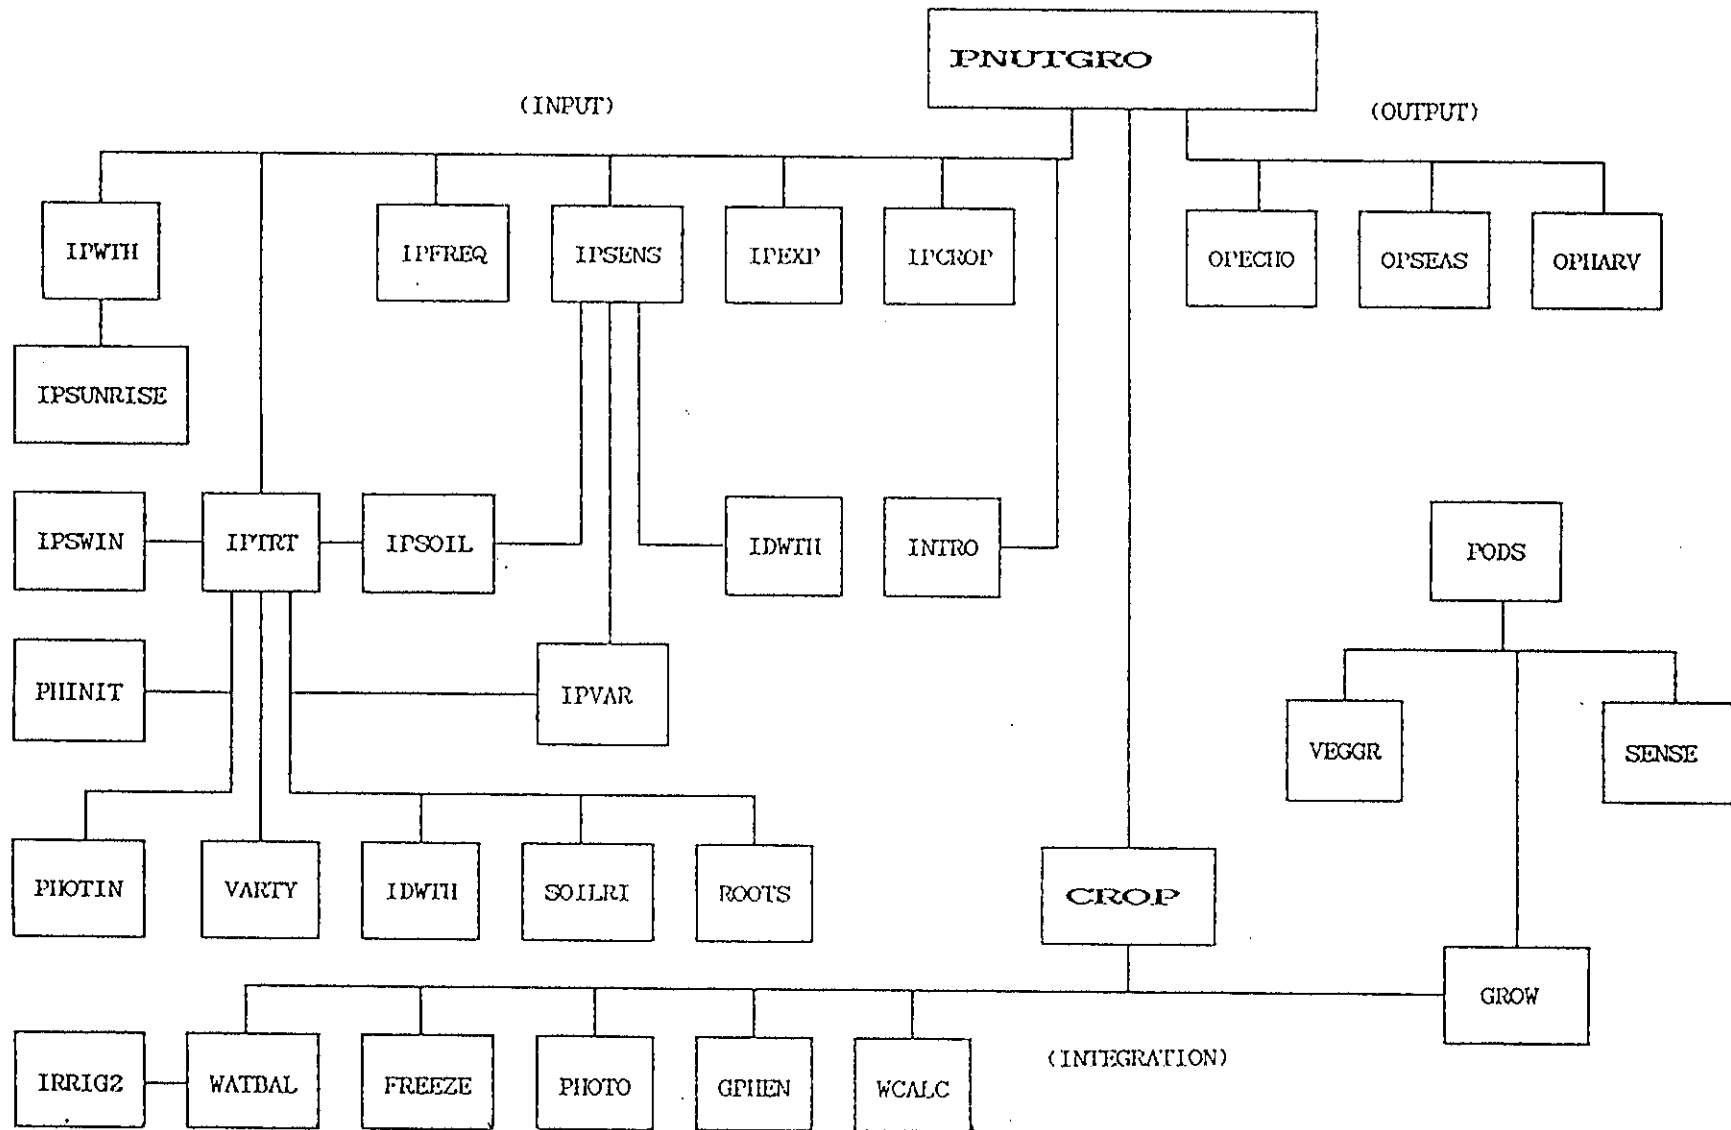 PNUTGRO
(INPUT)
(OUTPUT)
IPWTH
IPFREQ
IPSENS
IPEXP
IPCROP
OPECHO
OPSEAS
OPHARV
IPSUNRISE
IPSWIN
IPTRT
IPSOIL
IDWTH
INTRO
PODS
PHINIT
IPVAR
VEGGR
SENSE
PHOTIN
VARTY
IDWTH
SOILRI
ROOTS
CROP
GROW
IRRIG2
WATBAL
FREEZE
PHOTO
GPHEN
WCALC
(INTEGRATION)